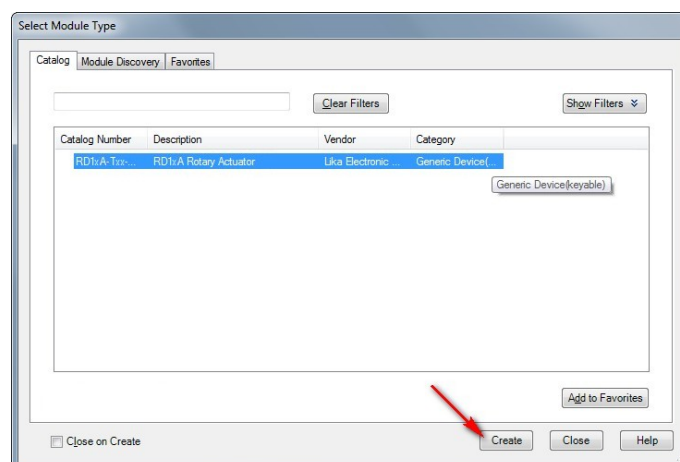 Select Module Type
Catalog Module Discovery Favorites
Clear Filters Show Filters
Catalog Number Description Vendor Category
RD1xA-Txx-... RD1xA Rotary Actuator Lika Electronic ... Generic Device(...
Generic Device(keyable)
Add to Favorites
Close on Create Create Close Help